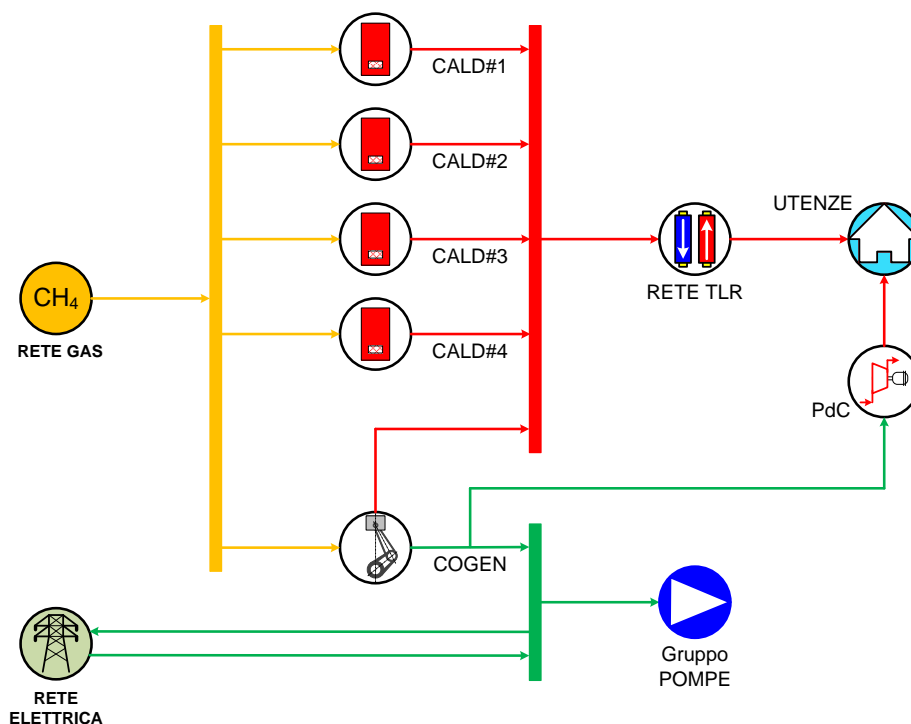 CALD#1
CALD#2
UTENZE
CALD#3
CH₄
RETE TLR
RETE GAS
CALD#4
PdC
COGEN
Gruppo
POMPE
RETE
ELETTRICA